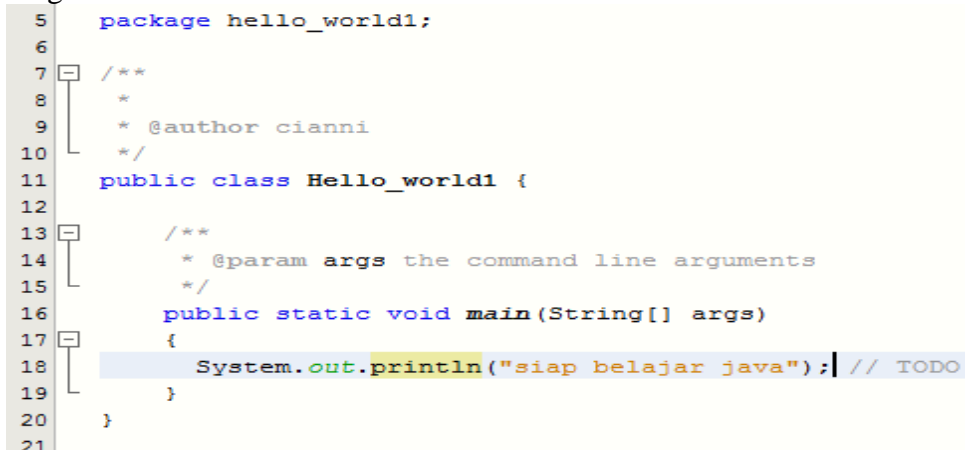 5 package hello_world1;
6
7 /**
8 *
9 * @author cianni
10 */
11 public class Hello_world1 {
12
13 /**
14 * @param args the command line arguments
15 */
16 public static void main(String[] args)
17 {
18 System.out.println("siap belajar java"); // TODO
19 }
20 }
21